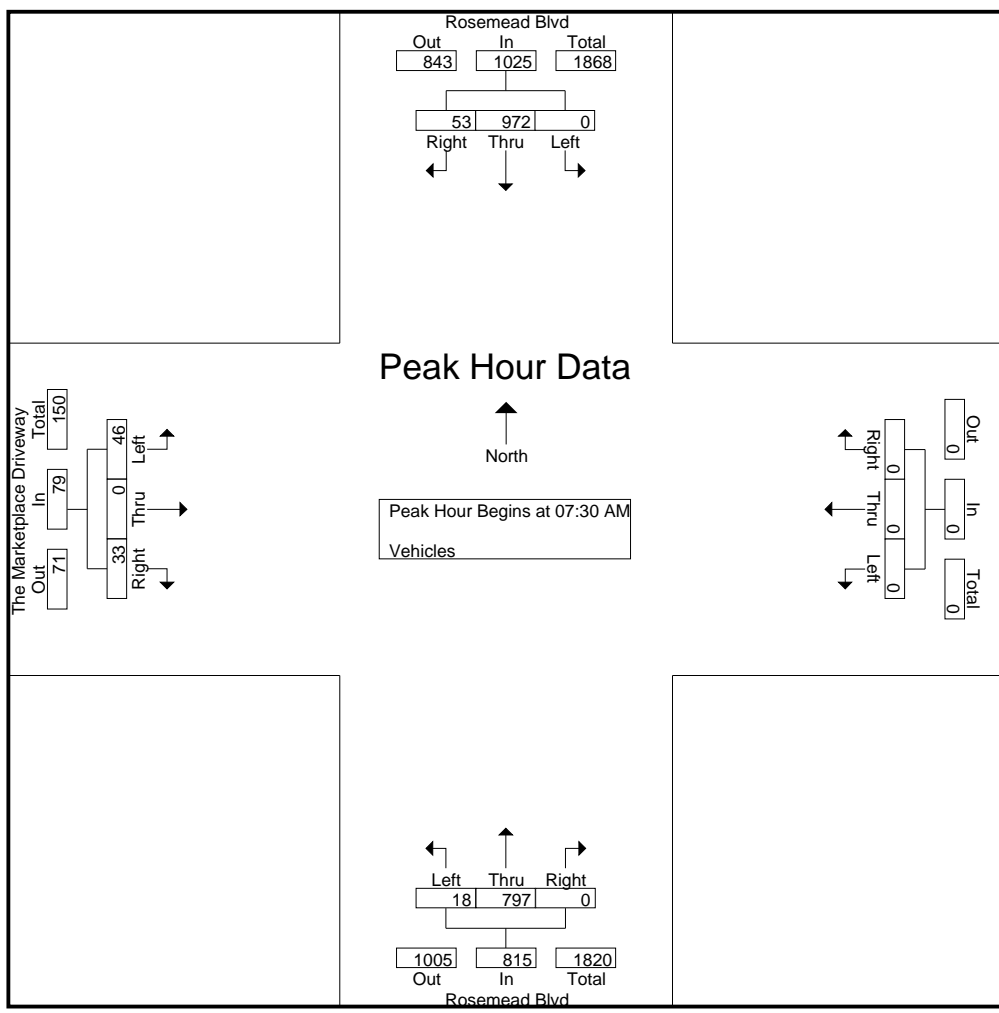 Rosemead Blvd
Out In Total
843 1025 1868
53 972 0
Right Thru Left
Peak Hour Data
North
Peak Hour Begins at 07:30 AM
Vehicles
The Marketplace Driveway
Out In Total
71 79 150
33 0 46
Right Thru Left
Out In Total
0 0 0
0 0 0
Right Thru Left
Left Thru Right
18 797 0
1005 815 1820
Out In Total
Rosemead Blvd